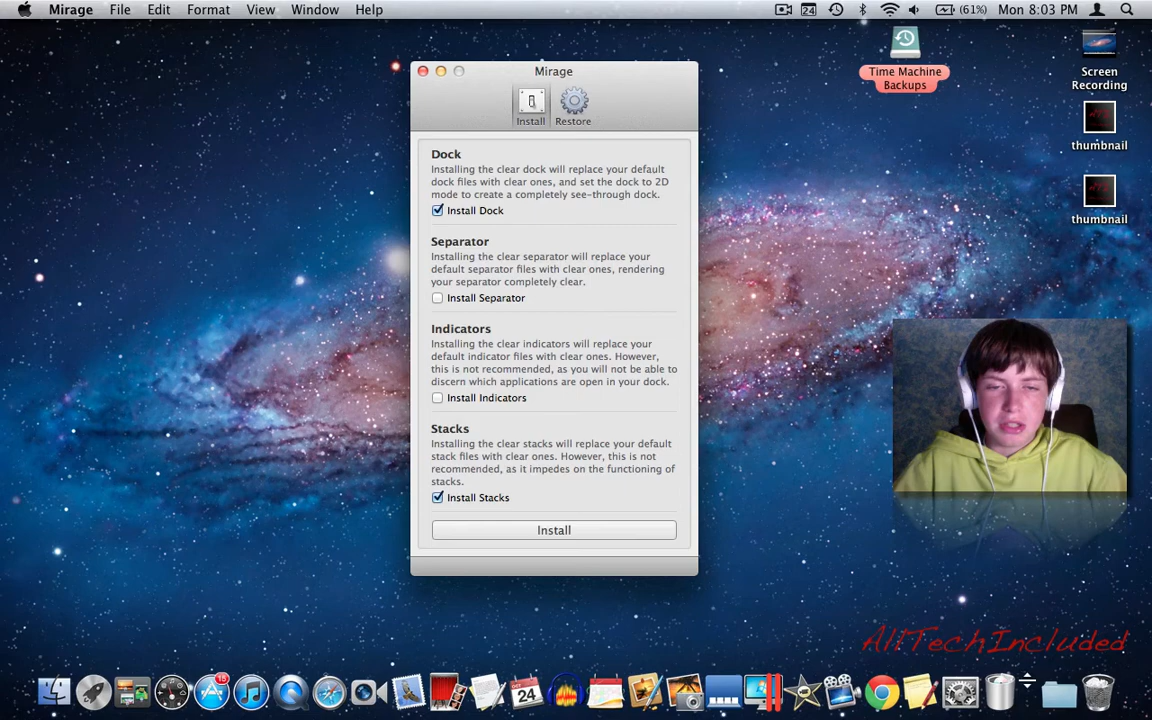 Mirage File Edit Format View Window Help 24 (61%) Mon 8:03 PM
Mirage
Install Restore
Time Machine
Backups
Screen
Recording
thumbnail
thumbnail
Dock
Installing the clear dock will replace your default
dock files with clear ones, and set the dock to 2D
mode to create a completely see-through dock.
Install Dock
Separator
Installing the clear separator will replace your
default separator files with clear ones, rendering
your separator completely clear.
Install Separator
Indicators
Installing the clear indicators will replace your
default indicator files with clear ones. However,
this is not recommended, as you will not be able to
discern which applications are open in your dock.
Install Indicators
Stacks
Installing the clear stacks will replace your default
stack files with clear ones. However, this is not
recommended, as it impedes on the functioning of
stacks.
Install Stacks
Install
AllTechIncluded
24